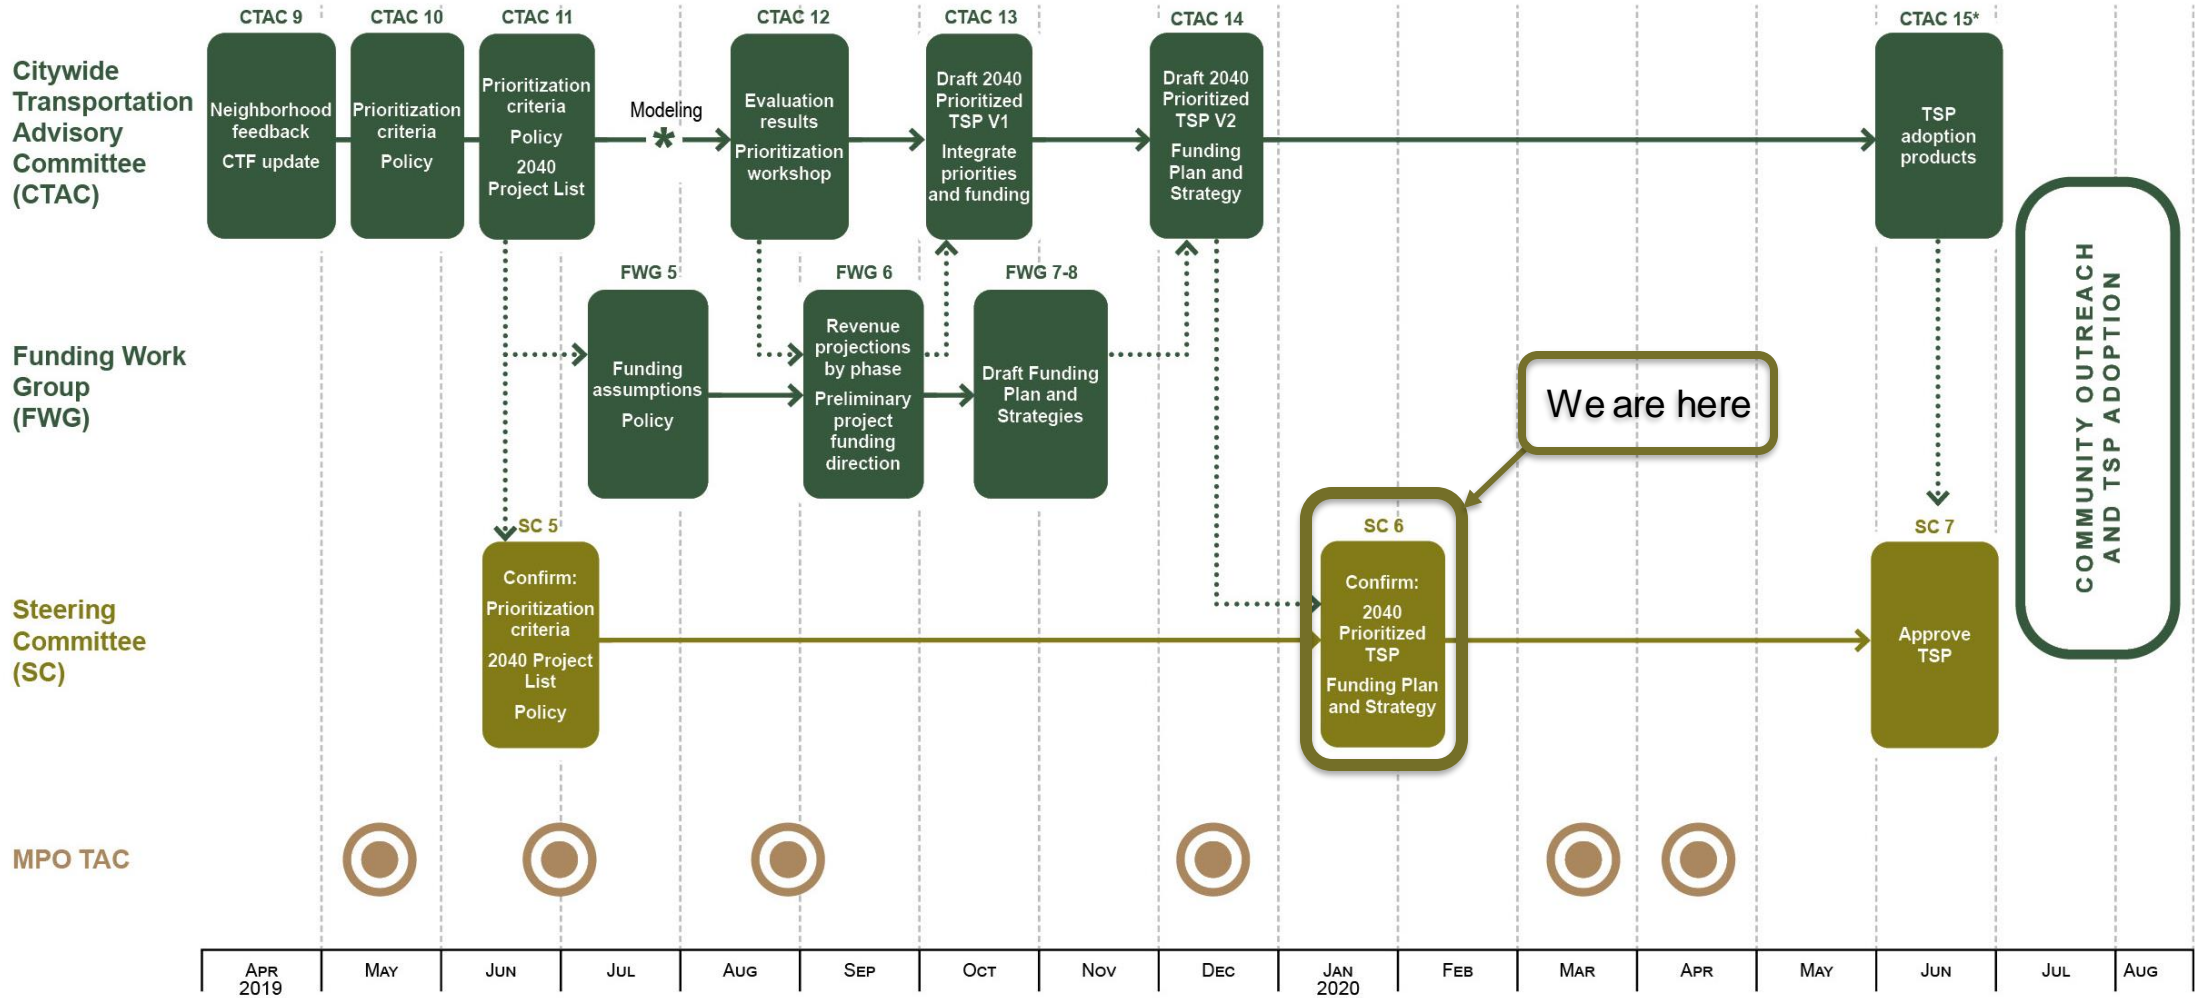 CTAC 9
CTAC 10
CTAC 11
CTAC 12
CTAC 13
CTAC 14
CTAC 15*
Citywide
Transportation
Advisory
Committee
(CTAC)
Neighborhood
feedback
CTF update
Prioritization
criteria
Policy
Prioritization
criteria
Policy
2040
Project List
Modeling
*
Evaluation
results
Prioritization
workshop
Draft 2040
Prioritized
TSP V1
Integrate
priorities
and funding
Draft 2040
Prioritized
TSP V2
Funding
Plan and
Strategy
TSP
adoption
products
COMMUNITY OUTREACH
AND TSP ADOPTION
Funding Work
Group
(FWG)
FWG 5
Funding
assumptions
Policy
FWG 6
Revenue
projections
by phase
Preliminary
project
funding
direction
FWG 7-8
Draft Funding
Plan and
Strategies
We are here
Steering
Committee
(SC)
SC 5
Confirm:
Prioritization
criteria
2040 Project
List
Policy
SC 6
Confirm:
2040
Prioritized
TSP
Funding Plan
and Strategy
SC 7
Approve
TSP
MPO TAC
APR
2019
MAY
JUN
JUL
AUG
SEP
OCT
NOV
DEC
JAN
2020
FEB
MAR
APR
MAY
JUN
JUL
AUG